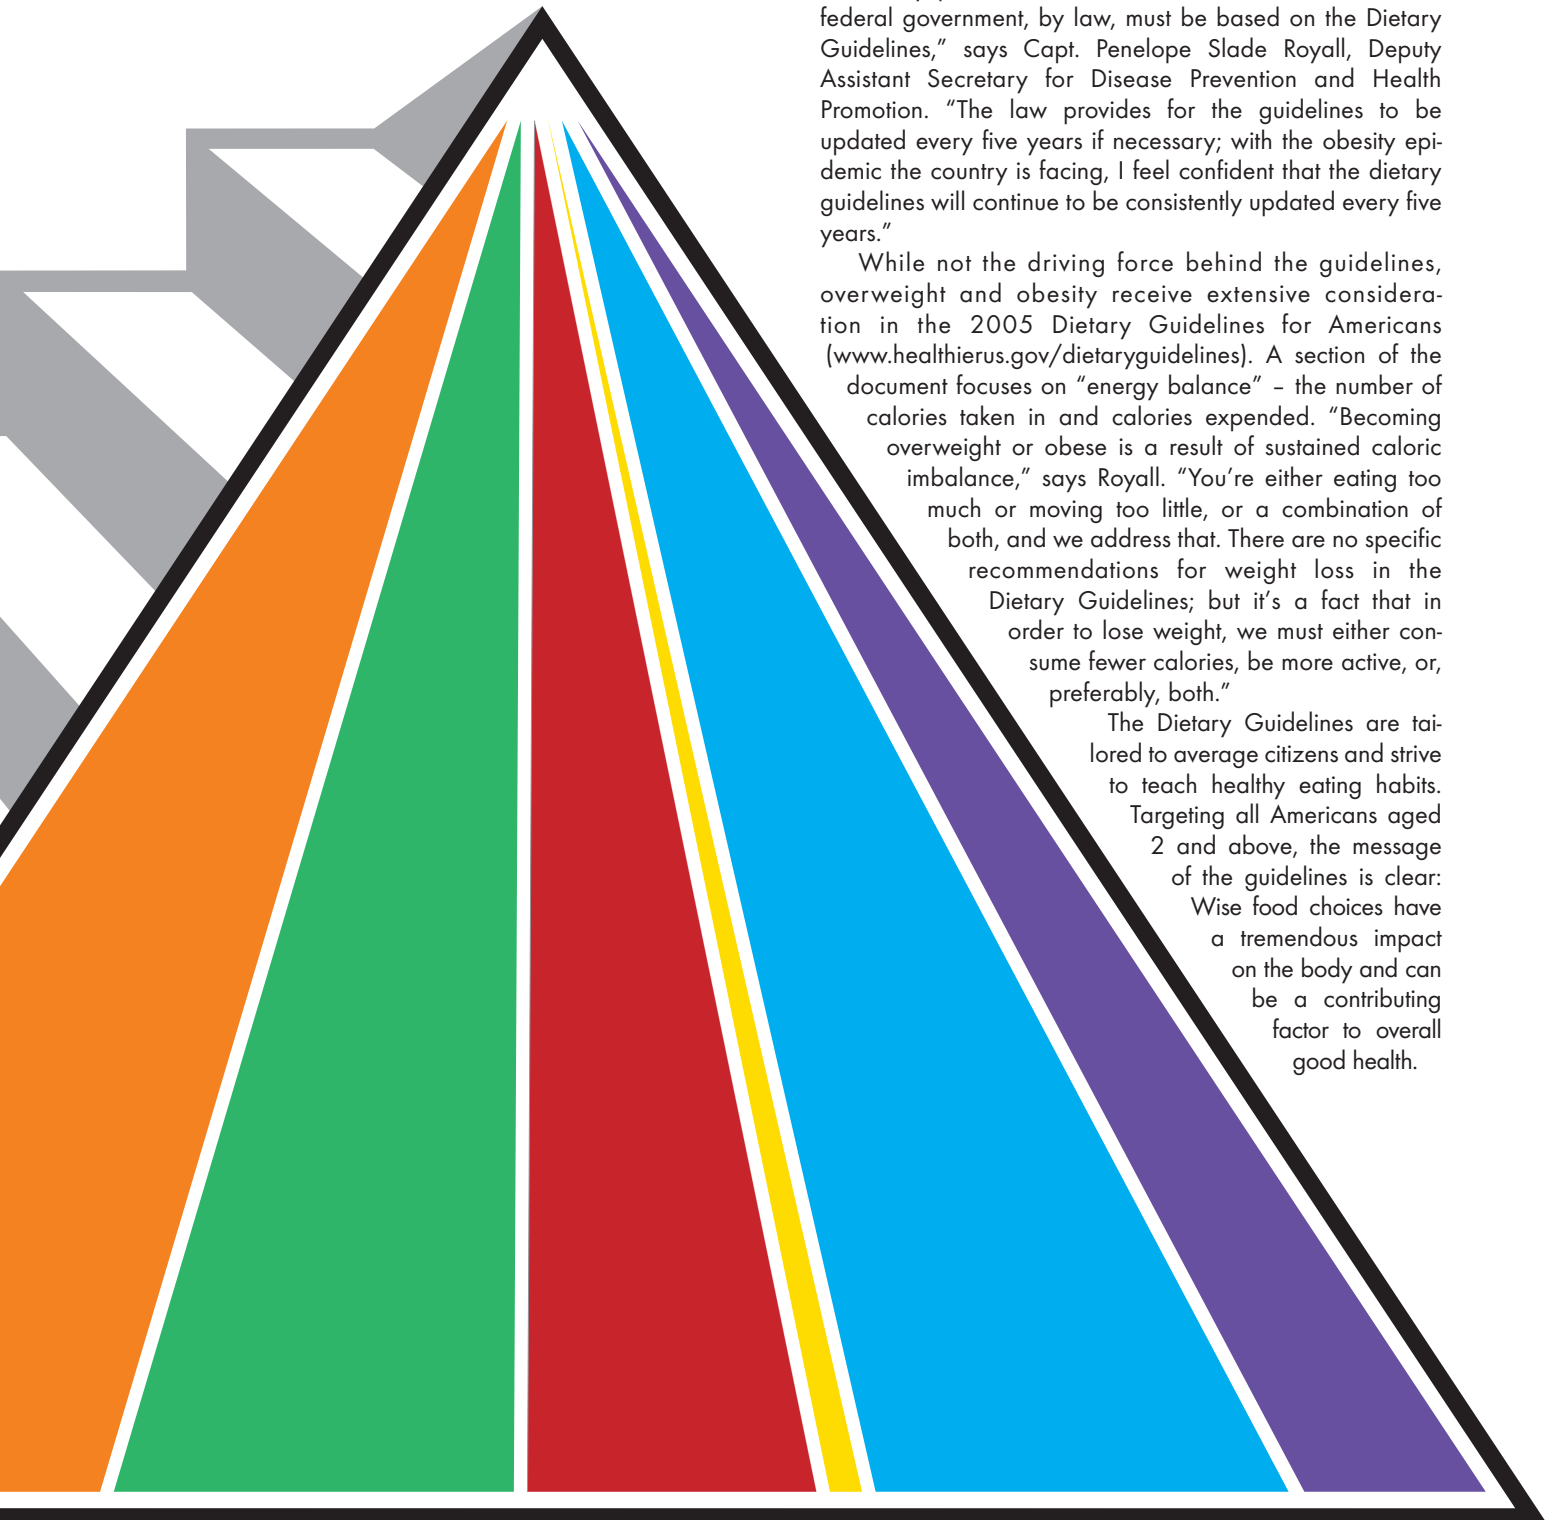 federal government, by law, must be based on the Dietary
Guidelines,” says Capt. Penelope Slade Royall, Deputy
Assistant Secretary for Disease Prevention and Health
Promotion. “The law provides for the guidelines to be
updated every five years if necessary; with the obesity epi-
demic the country is facing, I feel confident that the dietary
guidelines will continue to be consistently updated every five
years.”
While not the driving force behind the guidelines,
overweight and obesity receive extensive considera-
tion in the 2005 Dietary Guidelines for Americans
(www.healthierus.gov/dietaryguidelines). A section of the
document focuses on “energy balance” – the number of
calories taken in and calories expended. “Becoming
overweight or obese is a result of sustained caloric
imbalance,” says Royall. “You’re either eating too
much or moving too little, or a combination of
both, and we address that. There are no specific
recommendations for weight loss in the
Dietary Guidelines; but it’s a fact that in
order to lose weight, we must either con-
sume fewer calories, be more active, or,
preferably, both.”
The Dietary Guidelines are tai-
lored to average citizens and strive
to teach healthy eating habits.
Targeting all Americans aged
2 and above, the message
of the guidelines is clear:
Wise food choices have
a tremendous impact
on the body and can
be a contributing
factor to overall
good health.